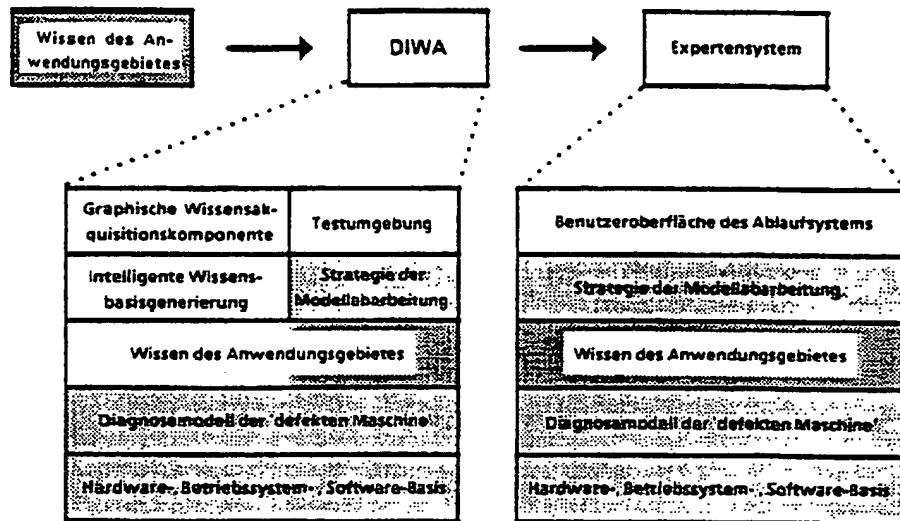 Wissen des An-
wendungsgebietes
DIWA
Expertensystem
Graphische Wissensak-
quisitionskomponente
Testumgebung
Intelligente Wissens-
basisgenerierung
Strategie der
Modellabarbeitung
Wissen des Anwendungsgebietes
Diagnosemodell der 'defekten Maschine'
Hardware-, Betriebssystem-, Software-Basis
Benutzeroberfläche des Ablaufsystems
Strategie der Modellabarbeitung
Wissen des Anwendungsgebietes
Diagnosemodell der 'defekten Maschine'
Hardware-, Betriebssystem-, Software-Basis